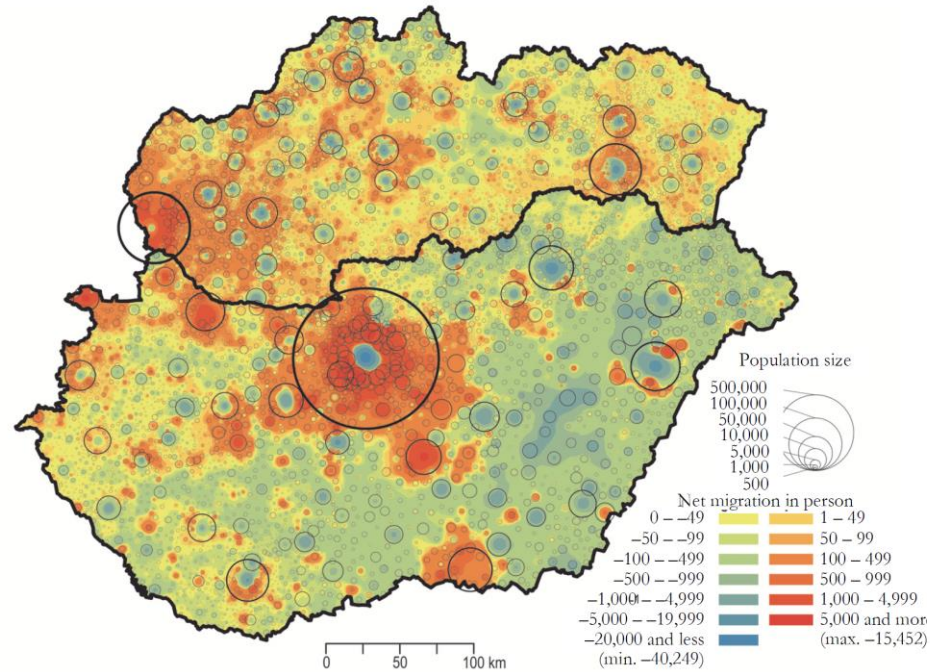 Population size
500,000
100,000
50,000
10,000
5,000
1,000
500
Net migration in person
0 – –49 1 – 49
–50 – –99 50 – 99
–100 – –499 100 – 499
–500 – –999 500 – 999
–1,000 – –4,999 1,000 – 4,999
–5,000 – –19,999 5,000 and more
–20,000 and less (max. –15,452)
(min. –40,249)
0 50 100 km